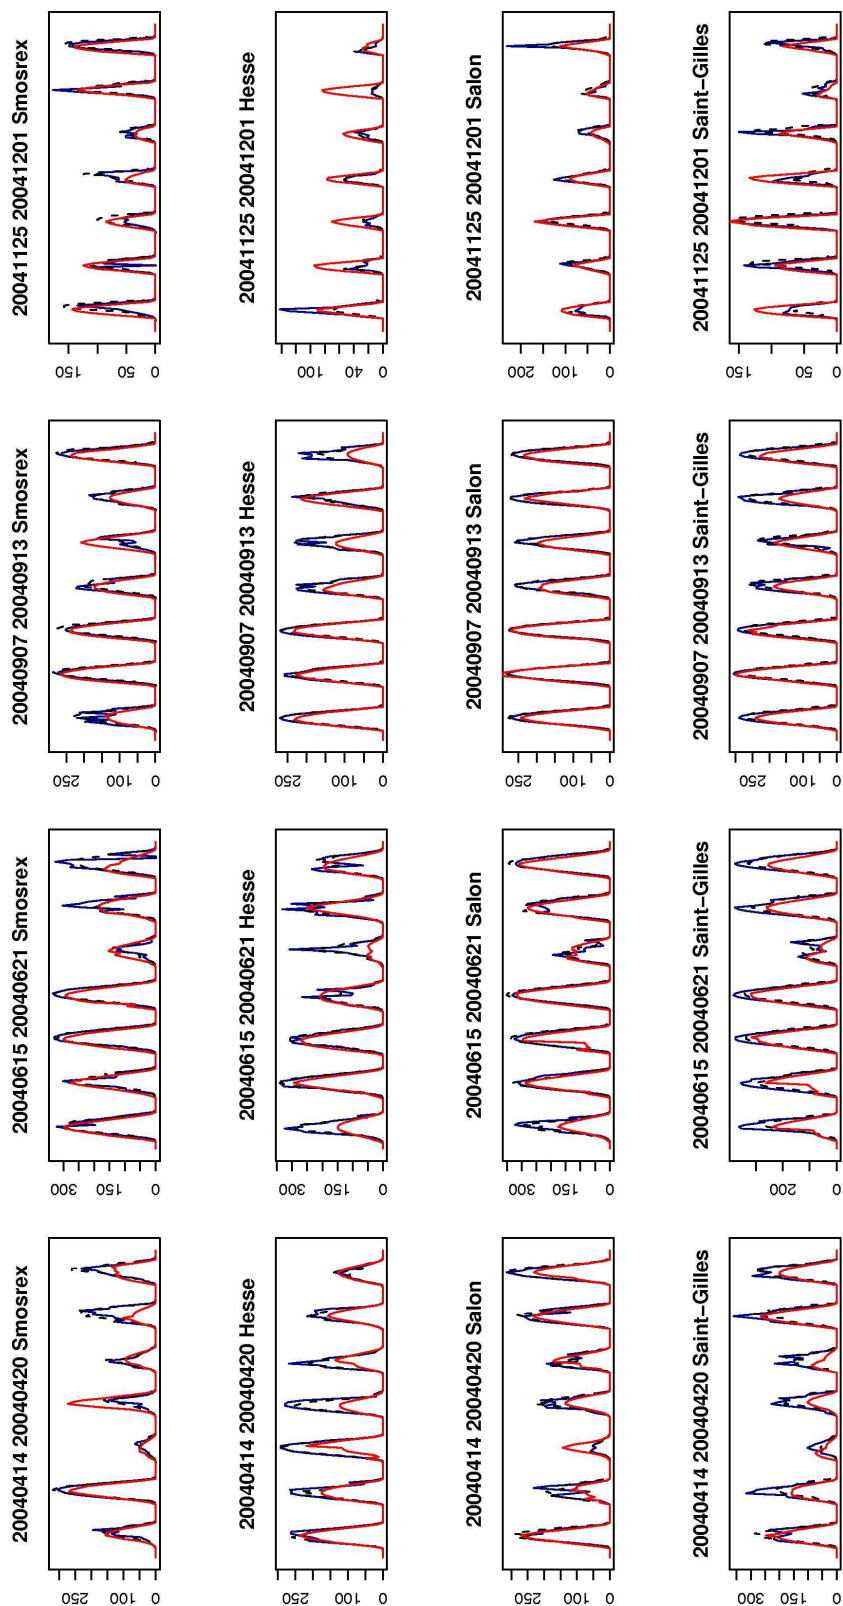 20040414 20040420 Smosrex
0 100 250
20040615 20040621 Smosrex
0 150 300
20040907 20040913 Smosrex
0 100 250
20041125 20041201 Smosrex
0 50 150
20040414 20040420 Hesse
0 100 250
20040615 20040621 Hesse
0 150 300
20040907 20040913 Hesse
0 100 250
20041125 20041201 Hesse
0 40 100
20040414 20040420 Salon
0 100 250
20040615 20040621 Salon
0 150 300
20040907 20040913 Salon
0 100 250
20041125 20041201 Salon
0 100 200
20040414 20040420 Saint−Gilles
0 150 300
20040615 20040621 Saint−Gilles
0 200
20040907 20040913 Saint−Gilles
0 100 250
20041125 20041201 Saint−Gilles
0 50 150